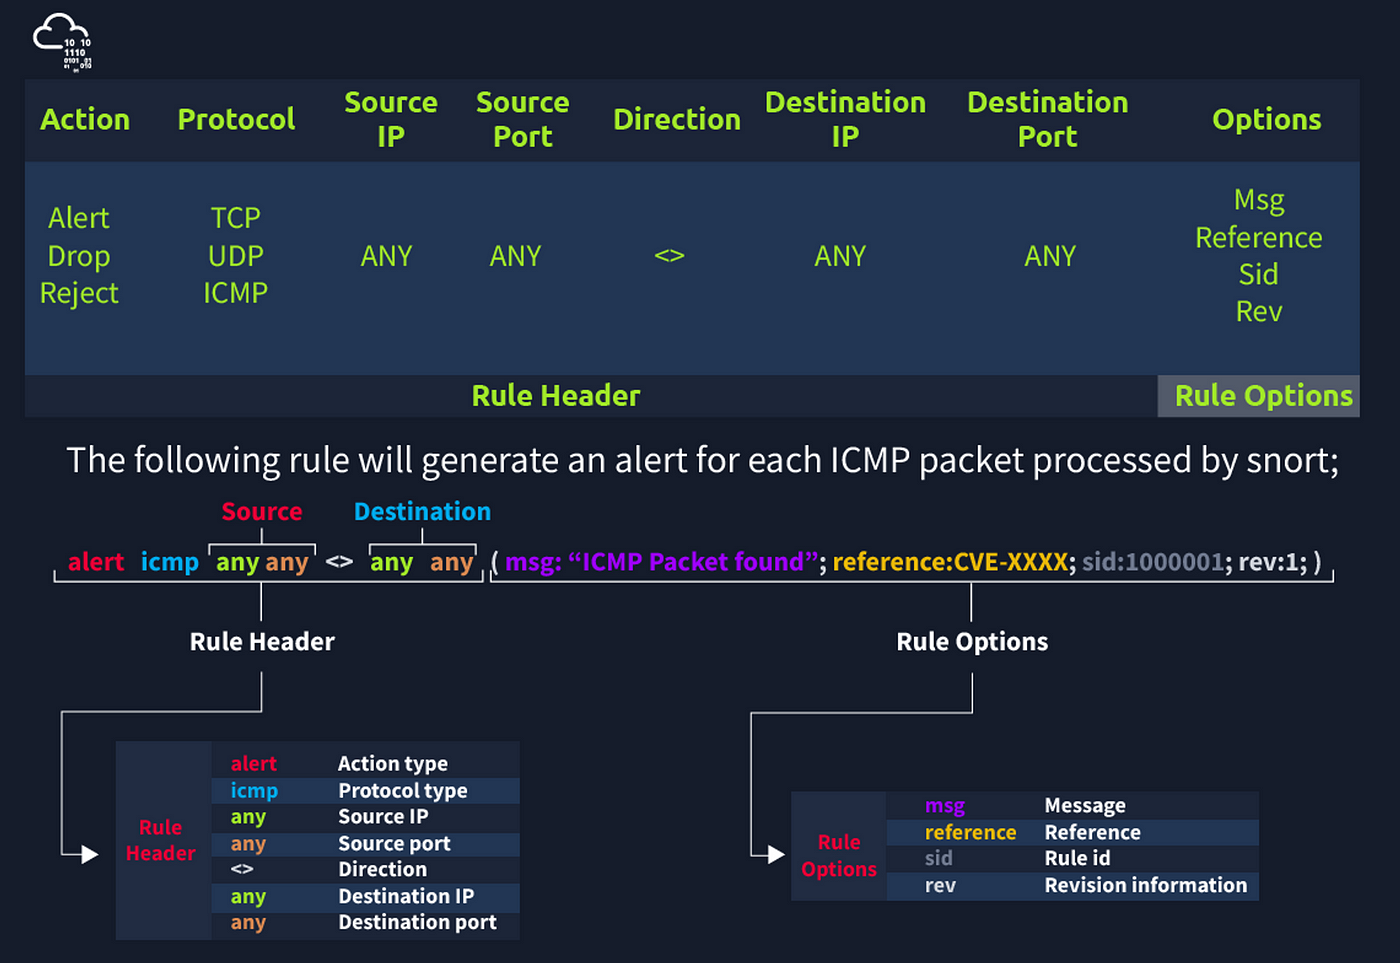 10 10
1110
0101 01
01 010
01
Action Protocol Source IP Source Port Direction Destination IP Destination Port Options
Alert
Drop
Reject
TCP
UDP
ICMP
ANY
ANY
<>
ANY
ANY
Msg
Reference
Sid
Rev
Rule Header Rule Options
The following rule will generate an alert for each ICMP packet processed by snort;
Source Destination
alert icmp any any <> any any ( msg: “ICMP Packet found”; reference:CVE-XXXX; sid:1000001; rev:1; )
Rule Header Rule Options
Rule
Header
alert Action type
icmp Protocol type
any Source IP
any Source port
<> Direction
any Destination IP
any Destination port
Rule
Options
msg Message
reference Reference
sid Rule id
rev Revision information